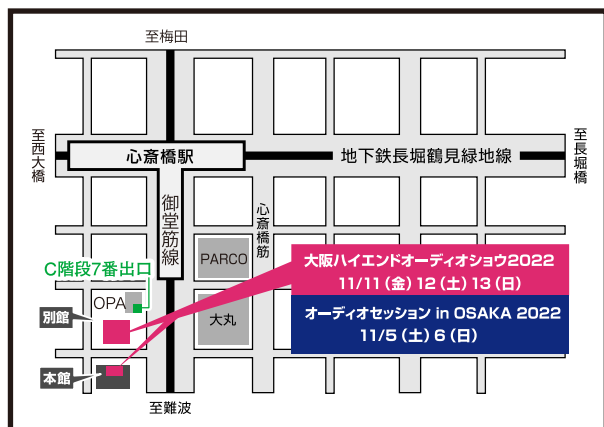 至梅田
至西大橋
心斎橋駅
地下鉄長堀鶴見緑地線
至長堀橋
御堂筋線
心斎橋筋
PARCO
C階段7番出口
OPA
大丸
別館
本館
大阪ハイエンドオーディオショウ2022
11/11（金）12（土）13（日）
オーディオセッション in OSAKA 2022
11/5（土）6（日）
至難波